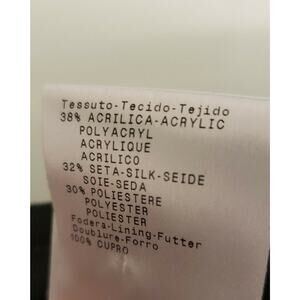 Tessuto-Tecido-Tejido
38% ACRILICA-ACRYLIC
POLYACRYL
ACRYLIQUE
ACRILICO
32% SETA-SILK-SEIDE
SOIE-SEDA
30% POLIESTERE
POLYESTER
POLIESTER
Fodera-Lining-Futter
Doublure-Forro
100% CUPRO